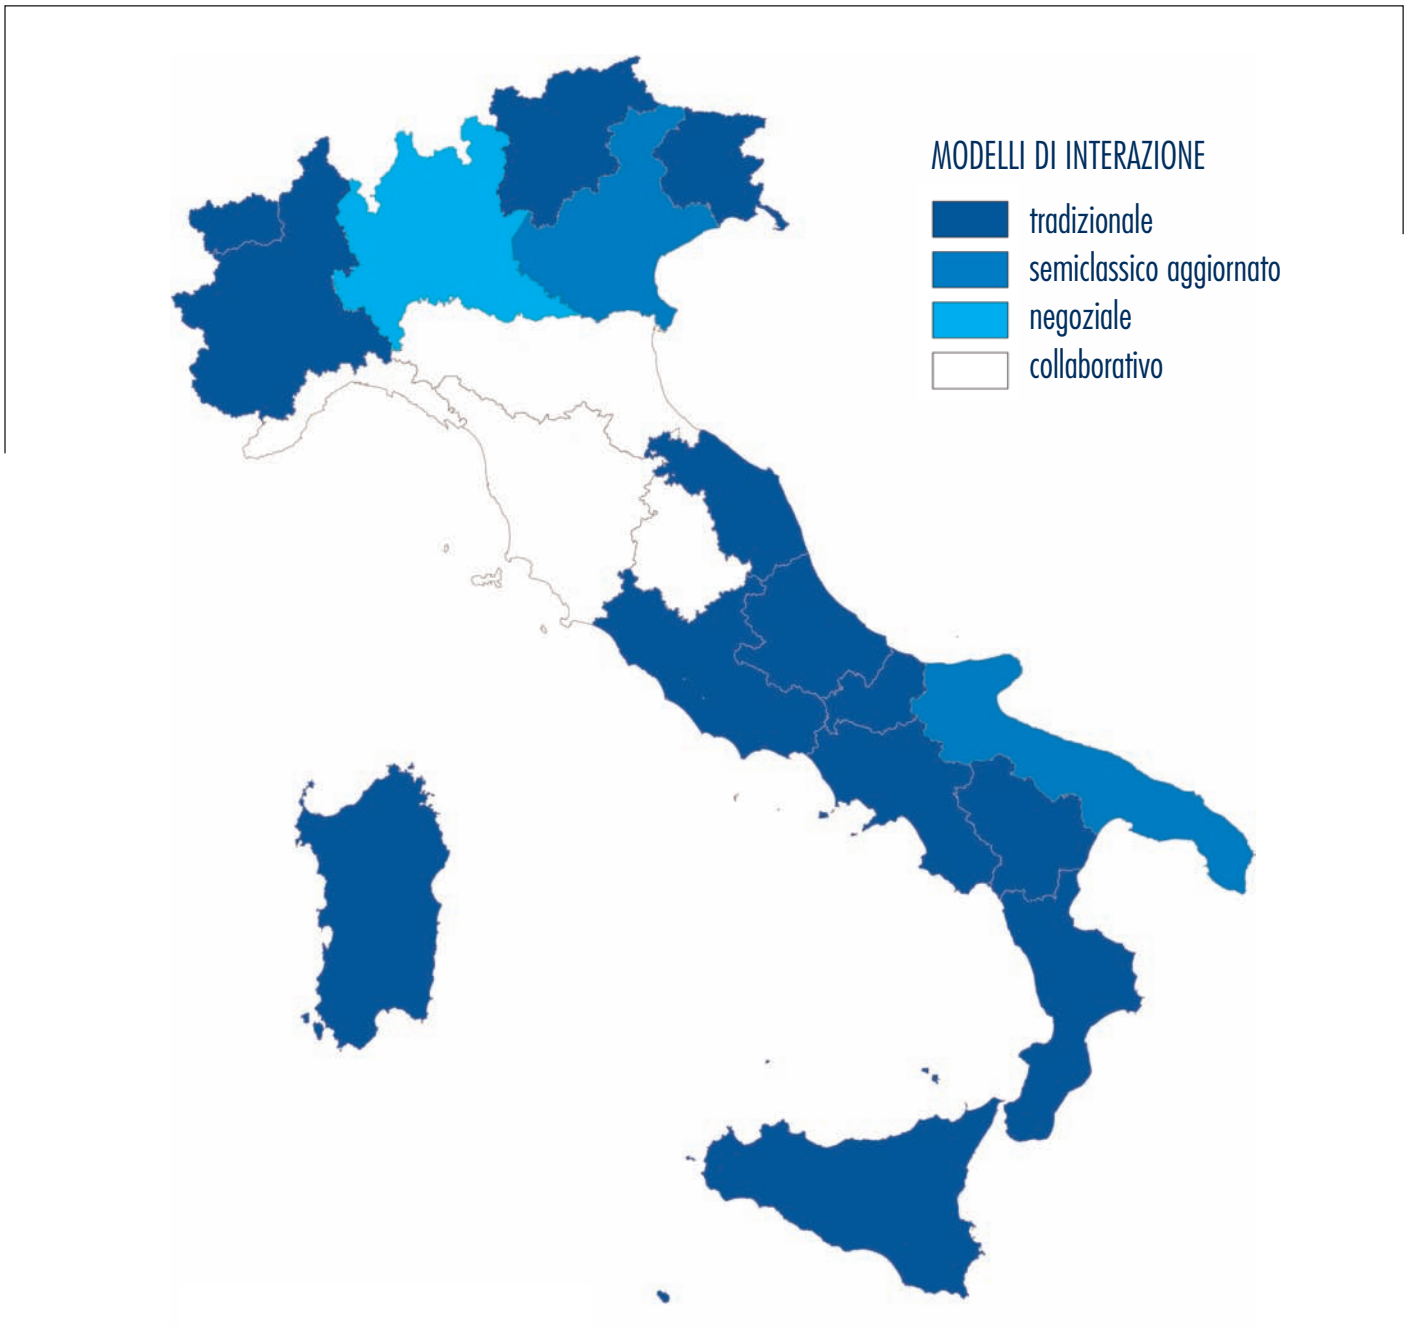 MODELLI DI INTERAZIONE
tradizionale
semiclassico aggiornato
negoziale
collaborativo